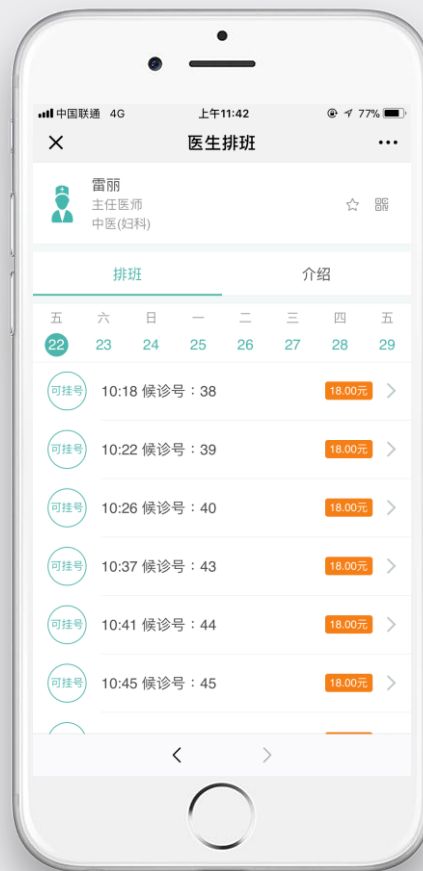 中国联通 4G 上午11:42 77%
医生排班
雷丽
主任医师
中医(妇科)
排班 介绍
五 六 日 一 二 三 四 五
22 23 24 25 26 27 28 29
可挂号 10:18 候诊号：38 18.00元
可挂号 10:22 候诊号：39 18.00元
可挂号 10:26 候诊号：40 18.00元
可挂号 10:37 候诊号：43 18.00元
可挂号 10:41 候诊号：44 18.00元
可挂号 10:45 候诊号：45 18.00元